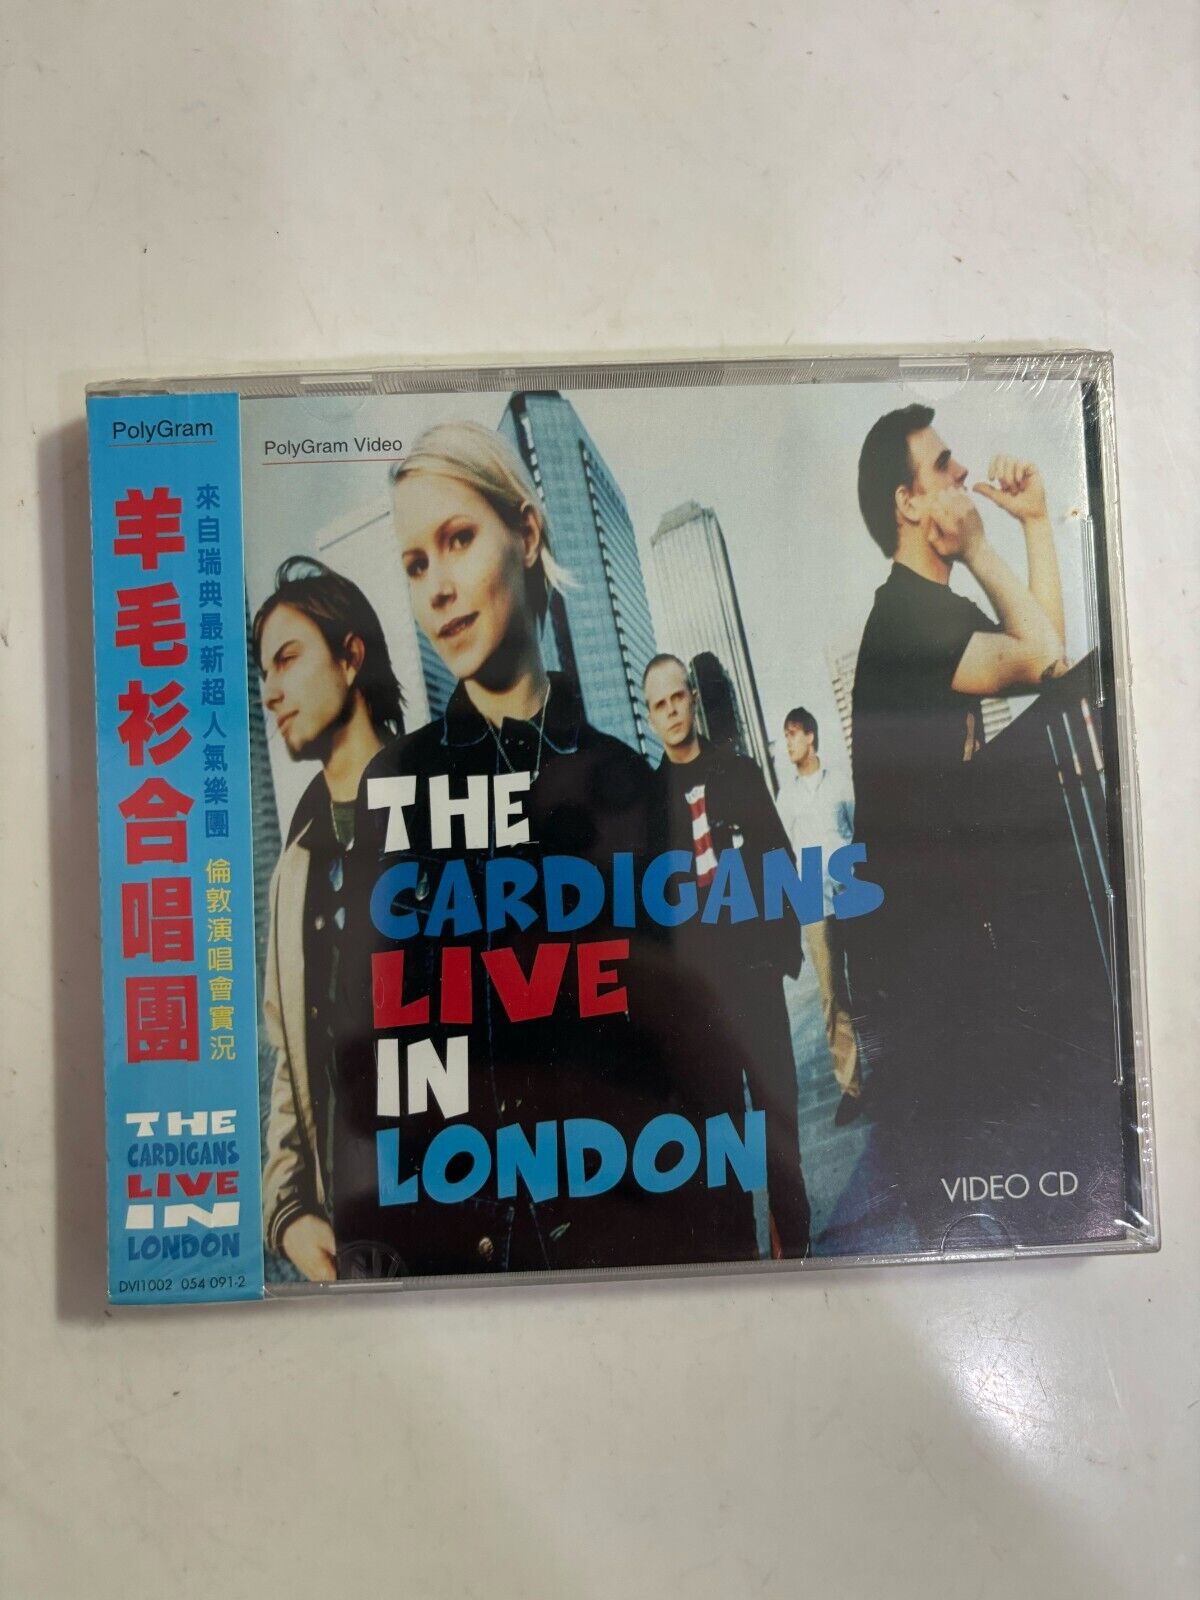 PolyGram
羊毛衫合唱團
來自瑞典最新超人氣樂團
倫敦演唱會實況
THE
CARDIGANS
LIVE
IN
LONDON
DVI1002 054 091-2
PolyGram Video
THE
CARDIGANS
LIVE
IN
LONDON
VIDEO CD